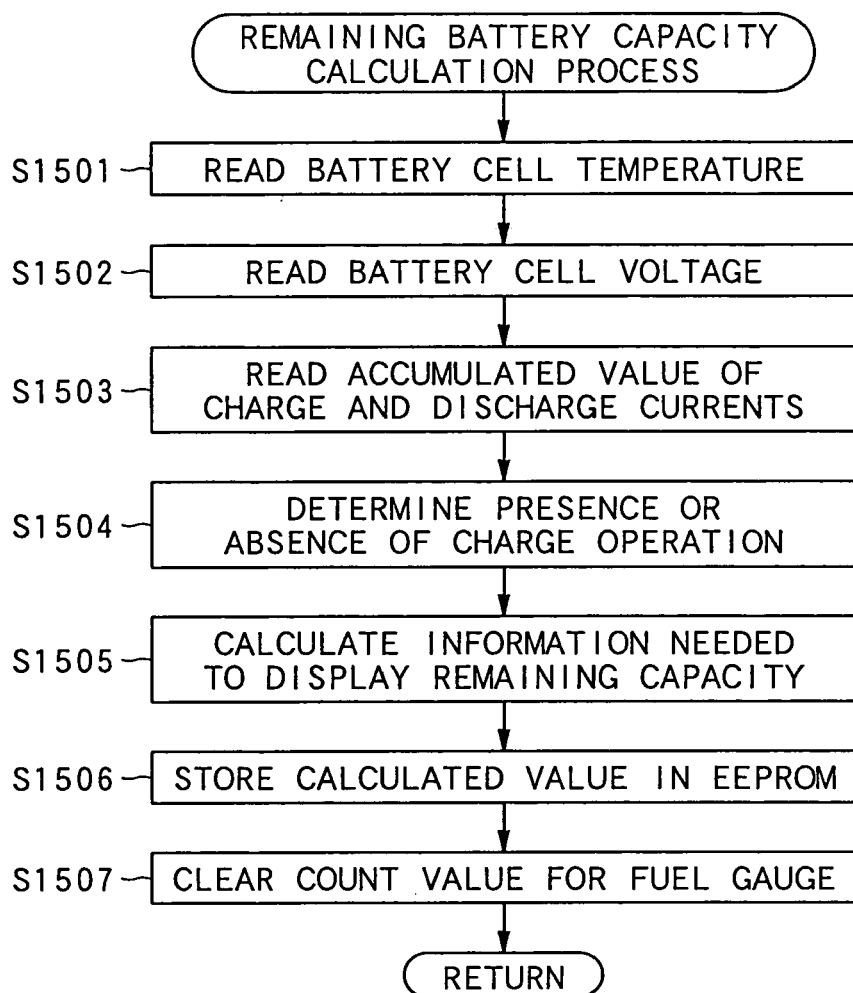 REMAINING BATTERY CAPACITY
CALCULATION PROCESS
S1501 READ BATTERY CELL TEMPERATURE
S1502 READ BATTERY CELL VOLTAGE
S1503 READ ACCUMULATED VALUE OF
CHARGE AND DISCHARGE CURRENTS
S1504 DETERMINE PRESENCE OR
ABSENCE OF CHARGE OPERATION
S1505 CALCULATE INFORMATION NEEDED
TO DISPLAY REMAINING CAPACITY
S1506 STORE CALCULATED VALUE IN EEPROM
S1507 CLEAR COUNT VALUE FOR FUEL GAUGE
RETURN